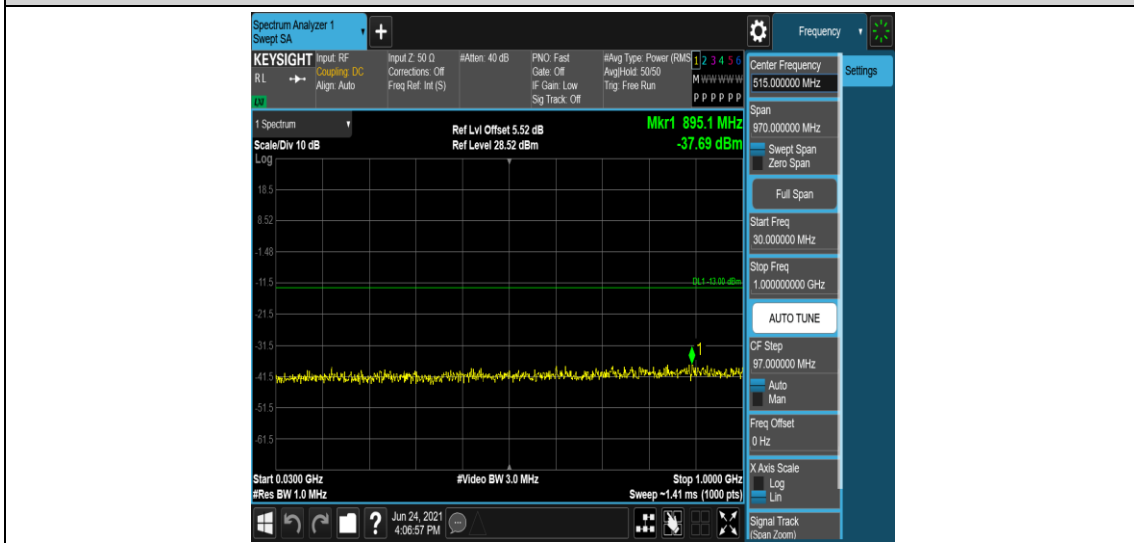 Spectrum Analyzer 1
Swept SA
Frequency
KEYSIGHT
RL
LXI
Input: RF
Coupling: DC
Align: Auto
Input Z: 50 Ω
Corrections: Off
Freq Ref: Int (S)
#Atten: 40 dB
PNO: Fast
Gate: Off
IF Gain: Low
Sig Track: Off
#Avg Type: Power (RMS
Avg|Hold: 50/50
Trig: Free Run
1 2 3 4 5 6
M W W W W W
P P P P P P
Center Frequency
515.000000 MHz
Settings
1 Spectrum
Scale/Div 10 dB
Ref Lvl Offset 5.52 dB
Ref Level 28.52 dBm
Mkr1 895.1 MHz
-37.69 dBm
Log
18.5
8.52
-1.48
-11.5
-21.5
-31.5
-41.5
-51.5
-61.5
DL1 -13.00 dBm
1
Start 0.0300 GHz
#Res BW 1.0 MHz
#Video BW 3.0 MHz
Stop 1.0000 GHz
Sweep ~1.41 ms (1000 pts)
Span
970.000000 MHz
Swept Span
Zero Span
Full Span
Start Freq
30.000000 MHz
Stop Freq
1.000000000 GHz
AUTO TUNE
CF Step
97.000000 MHz
Auto
Man
Freq Offset
0 Hz
X Axis Scale
Log
Lin
Signal Track
(Span Zoom)
?
Jun 24, 2021
4:06:57 PM